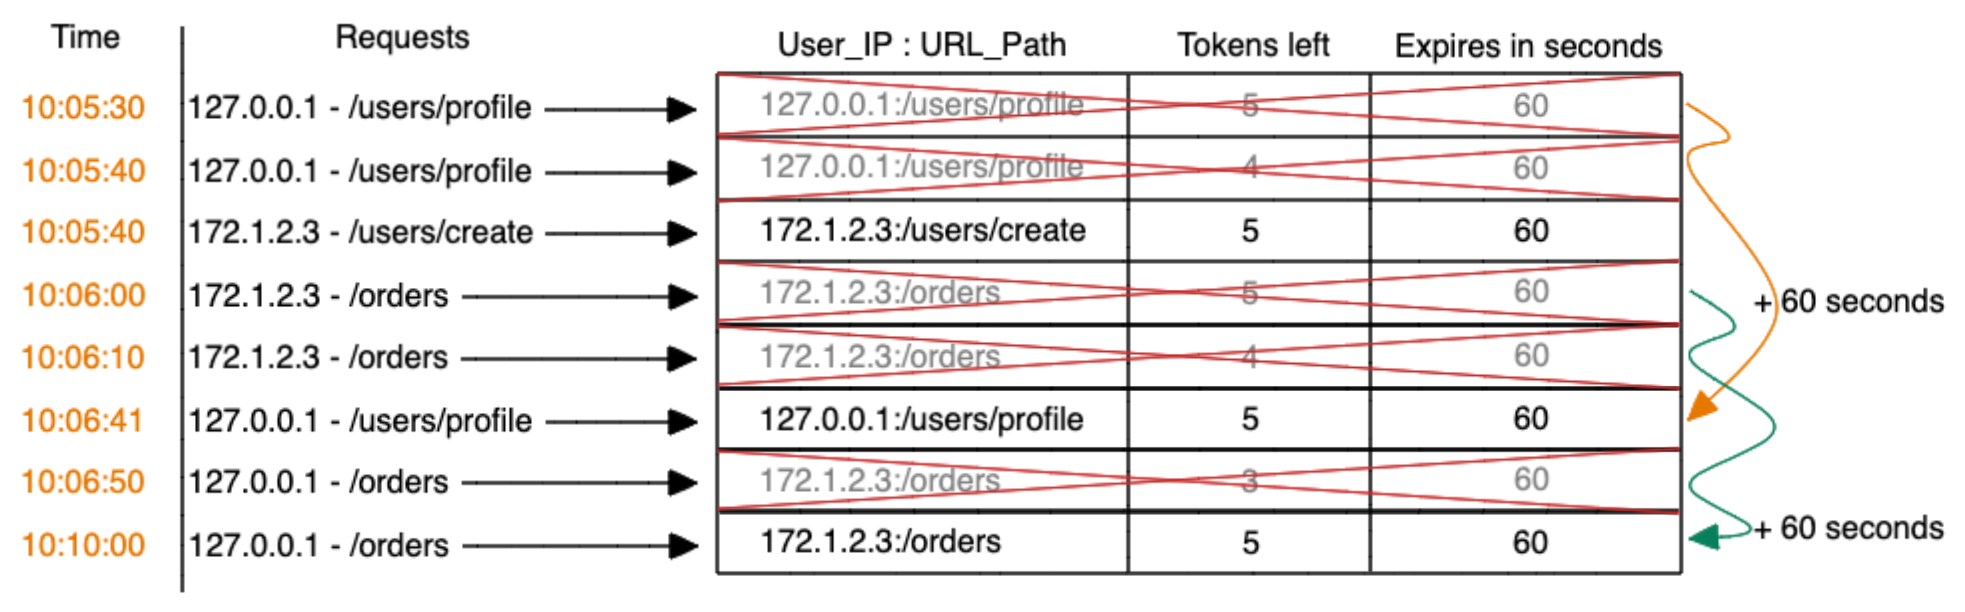 Time Requests User_IP : URL_Path Tokens left Expires in seconds
10:05:30 127.0.0.1 - /users/profile 127.0.0.1:/users/profile 5 60
10:05:40 127.0.0.1 - /users/profile 127.0.0.1:/users/profile 4 60
10:05:40 172.1.2.3 - /users/create 172.1.2.3:/users/create 5 60
10:06:00 172.1.2.3 - /orders 172.1.2.3:/orders 5 60 + 60 seconds
10:06:10 172.1.2.3 - /orders 172.1.2.3:/orders 4 60
10:06:41 127.0.0.1 - /users/profile 127.0.0.1:/users/profile 5 60
10:06:50 127.0.0.1 - /orders 172.1.2.3:/orders 3 60
10:10:00 127.0.0.1 - /orders 172.1.2.3:/orders 5 60 + 60 seconds